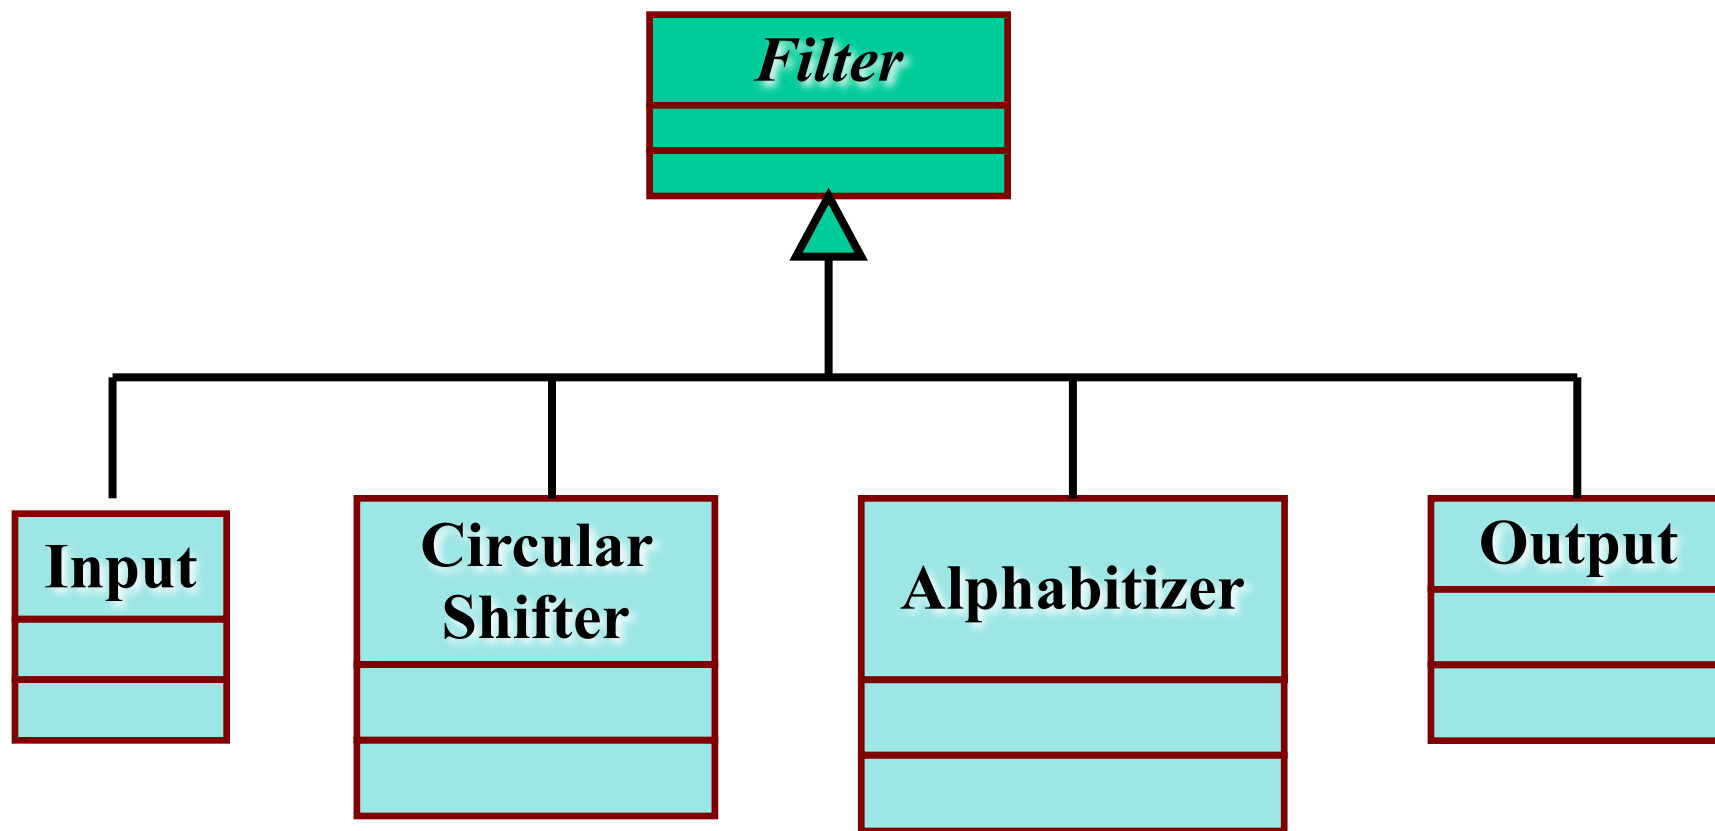 Filter
Input
Circular
Shifter
Alphabitizer
Output